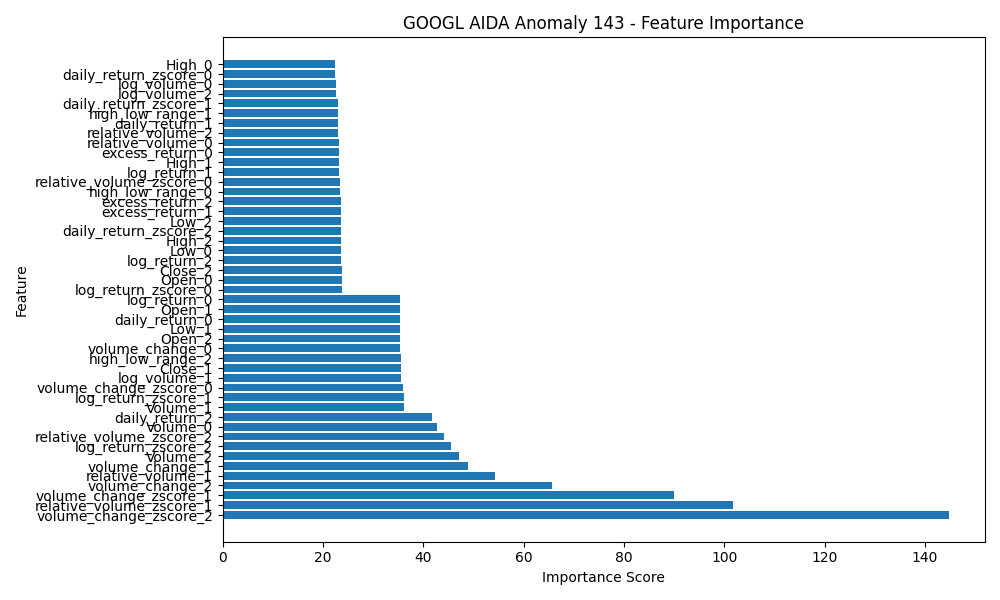 GOOGL AIDA Anomaly 143 - Feature Importance
High_0
daily_return_zscore_0
log_volume_0
log_volume_2
daily_return_zscore_1
high_low_range_1
daily_return_1
relative_volume_2
relative_volume_0
excess_return_0
High_1
log_return_1
relative_volume_zscore_0
high_low_range_0
excess_return_2
excess_return_1
Low_2
daily_return_zscore_2
High_2
Low_0
log_return_2
Close_2
Open_0
log_return_zscore_0
log_return_0
Open_1
daily_return_0
Low_1
Open_2
volume_change_0
high_low_range_2
Close_1
log_volume_1
volume_change_zscore_0
log_return_zscore_1
Volume_1
daily_return_2
Volume_0
relative_volume_zscore_2
log_return_zscore_2
Volume_2
volume_change_1
relative_volume_1
volume_change_2
volume_change_zscore_1
relative_volume_zscore_1
volume_change_zscore_2
Feature
0 20 40 60 80 100 120 140
Importance Score